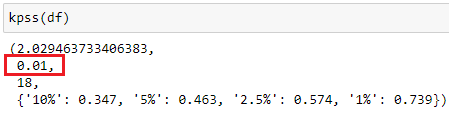 kpss(df)
(2.029463733406383,
0.01,
18,
{'10%': 0.347, '5%': 0.463, '2.5%': 0.574, '1%': 0.739})